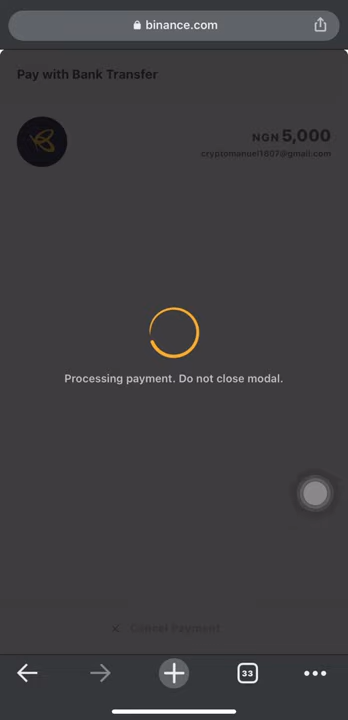 binance.com
Pay with Bank Transfer
NGN 5,000
cryptomanuel1607@gmail.com
Processing payment. Do not close modal.
× Cancel Payment
33